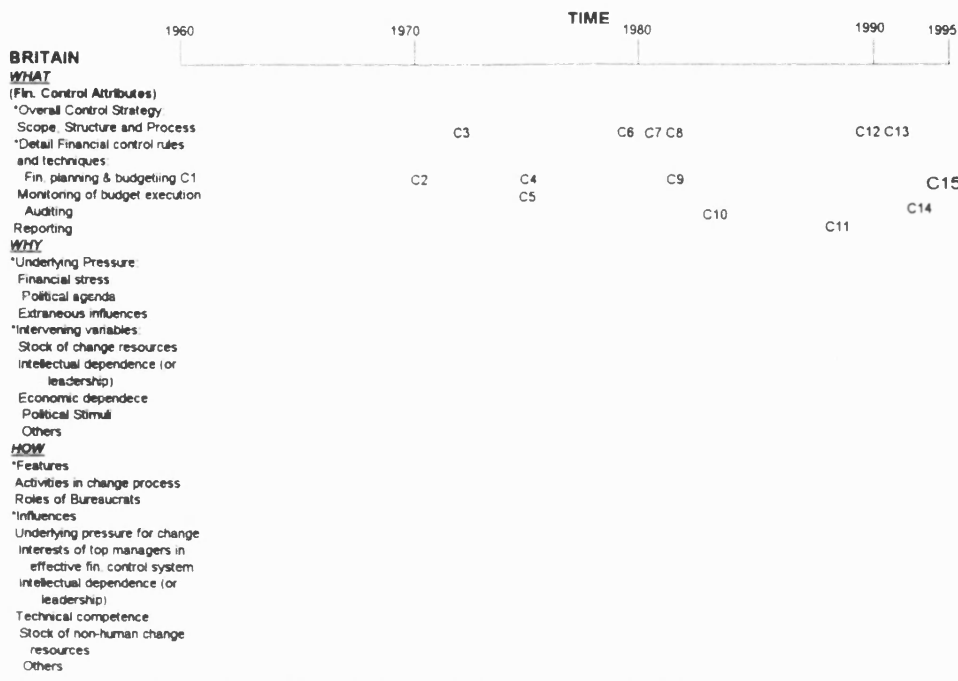 TIME
1960 1970 1980 1990 1995
BRITAIN
WHAT
(Fin. Control Attributes)
*Overall Control Strategy:
Scope, Structure and Process C3 C6 C7 C8 C12 C13
*Detail Financial control rules
and techniques:
Fin. planning & budgetiing C1 C2 C4 C9 C15
Monitoring of budget execution C5
Auditing C10 C14
Reporting C11
WHY
*Underlying Pressure:
Financial stress
Political agenda
Extraneous influences
*Intervening variables:
Stock of change resources
Intellectual dependence (or
leadership)
Economic dependece
Political Stimuli
Others
HOW
*Features
Activities in change process
Roles of Bureaucrats
*Influences
Underlying pressure for change
Interests of top managers in
effective fin. control system
Intellectual dependence (or
leadership)
Technical competence
Stock of non-human change
resources
Others